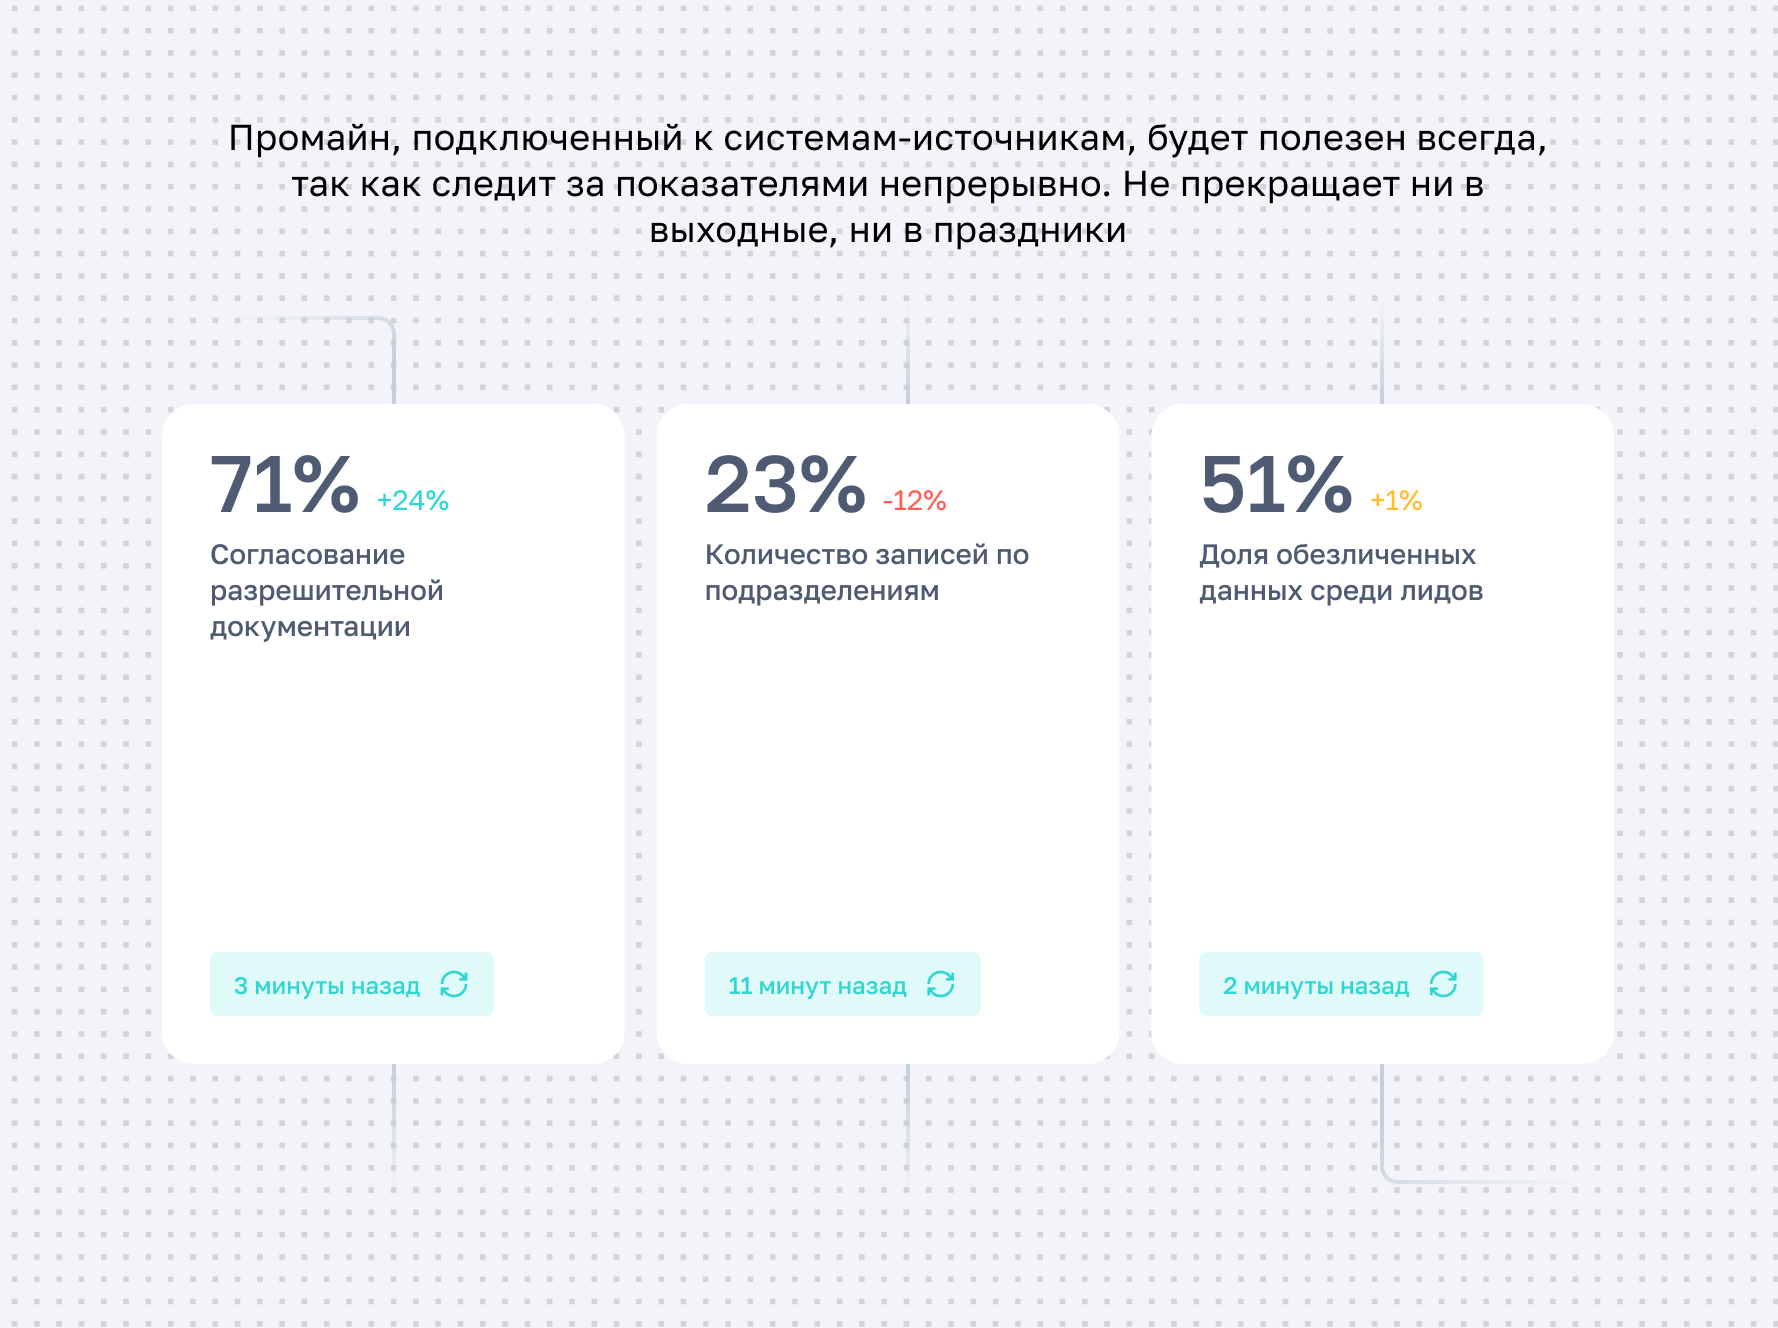 Промайн, подключенный к системам-источникам, будет полезен всегда,
так как следит за показателями непрерывно. Не прекращает ни в
выходные, ни в праздники
71% +24%
Согласование
разрешительной
документации
3 минуты назад
23% -12%
Количество записей по
подразделениям
11 минут назад
51% +1%
Доля обезличенных
данных среди лидов
2 минуты назад